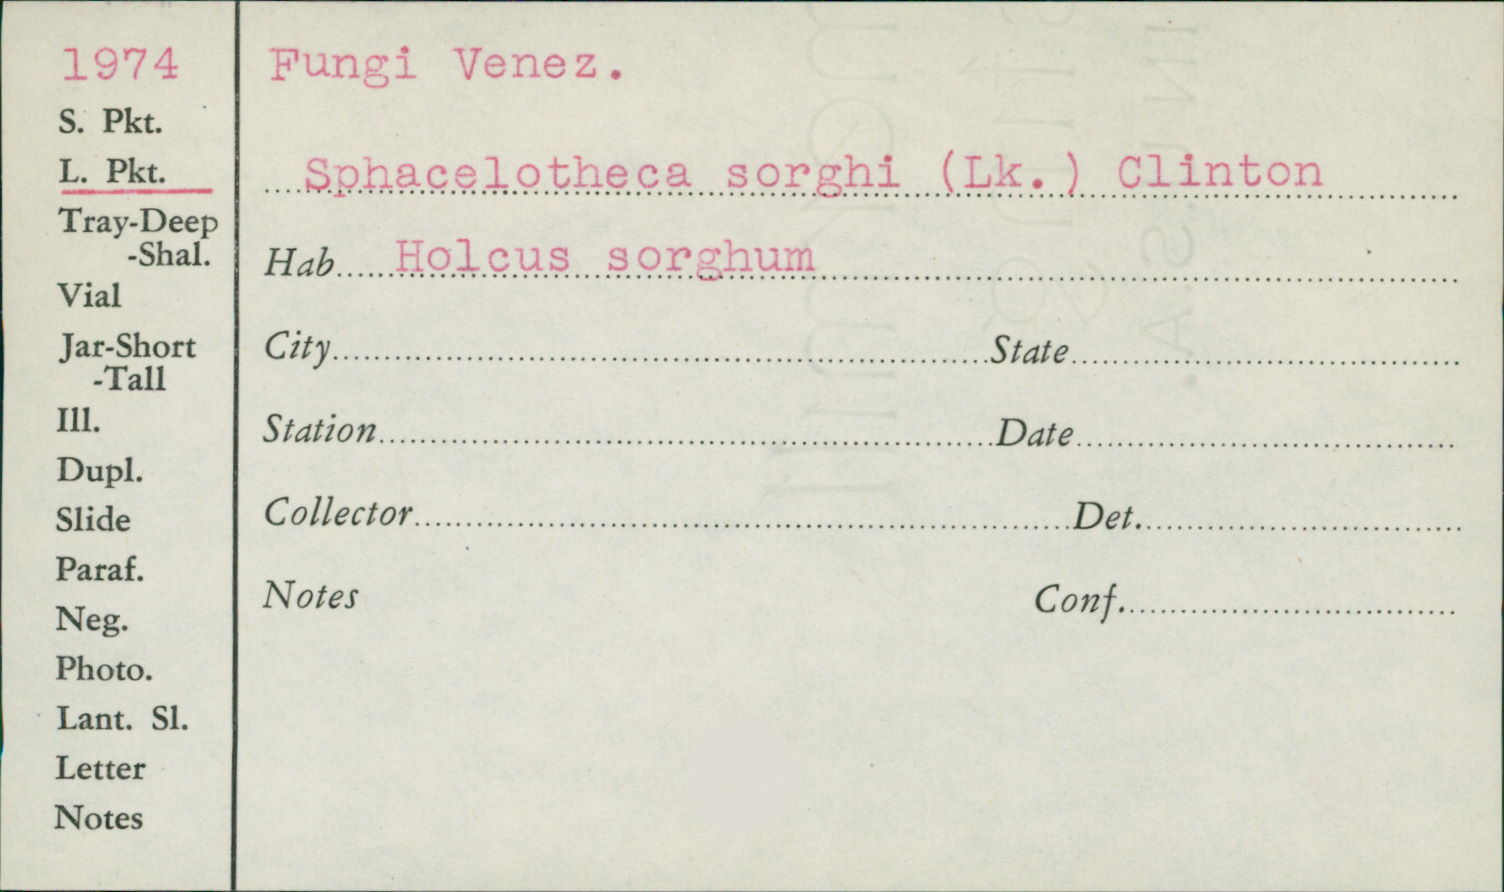 1974
S. Pkt.
L. Pkt.
Tray-Deep
-Shal.
Vial
Jar-Short
-Tall
Ill.
Dupl.
Slide
Paraf.
Neg.
Photo.
Lant. Sl.
Letter
Notes
Fungi Venez.
Sphacelotheca sorghi (Lk.) Clinton
Hab Holcus sorghum
City State
Station Date
Collector Det.
Notes Conf.